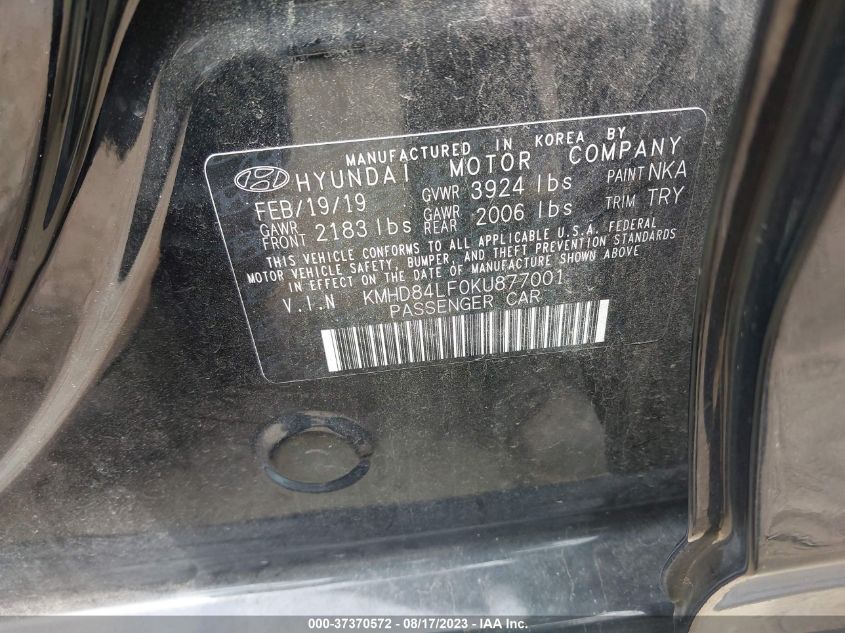 MANUFACTURED IN KOREA BY
HYUNDAI MOTOR COMPANY
FEB/19/19 GVWR 3924 lbs PAINT NKA
GAWR FRONT 2183 lbs GAWR REAR 2006 lbs TRIM TRY
THIS VEHICLE CONFORMS TO ALL APPLICABLE U.S.A. FEDERAL
MOTOR VEHICLE SAFETY, BUMPER, AND THEFT PREVENTION STANDARDS
IN EFFECT ON THE DATE OF MANUFACTURE SHOWN ABOVE.
V.I.N KMHD84LF0KU877001
PASSENGER CAR
000-37370572 - 08/17/2023 - © IAA Inc.